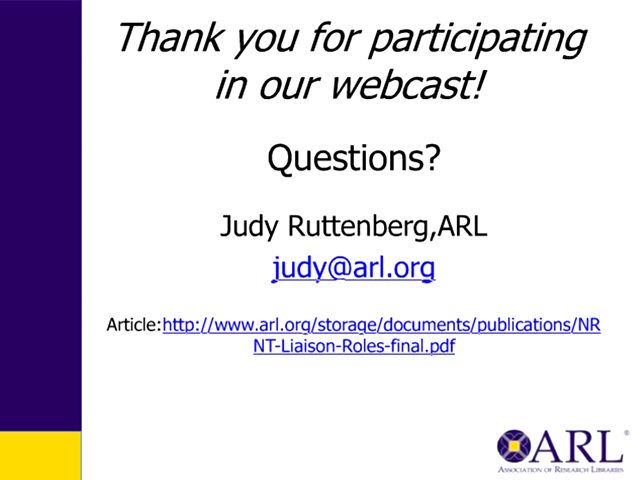 Thank you for participating
in our webcast!
Questions?
Judy Ruttenberg,ARL
judy@arl.org
Article:http://www.arl.org/storage/documents/publications/NR
NT-Liaison-Roles-final.pdf
ARL®
ASSOCIATION OF RESEARCH LIBRARIES